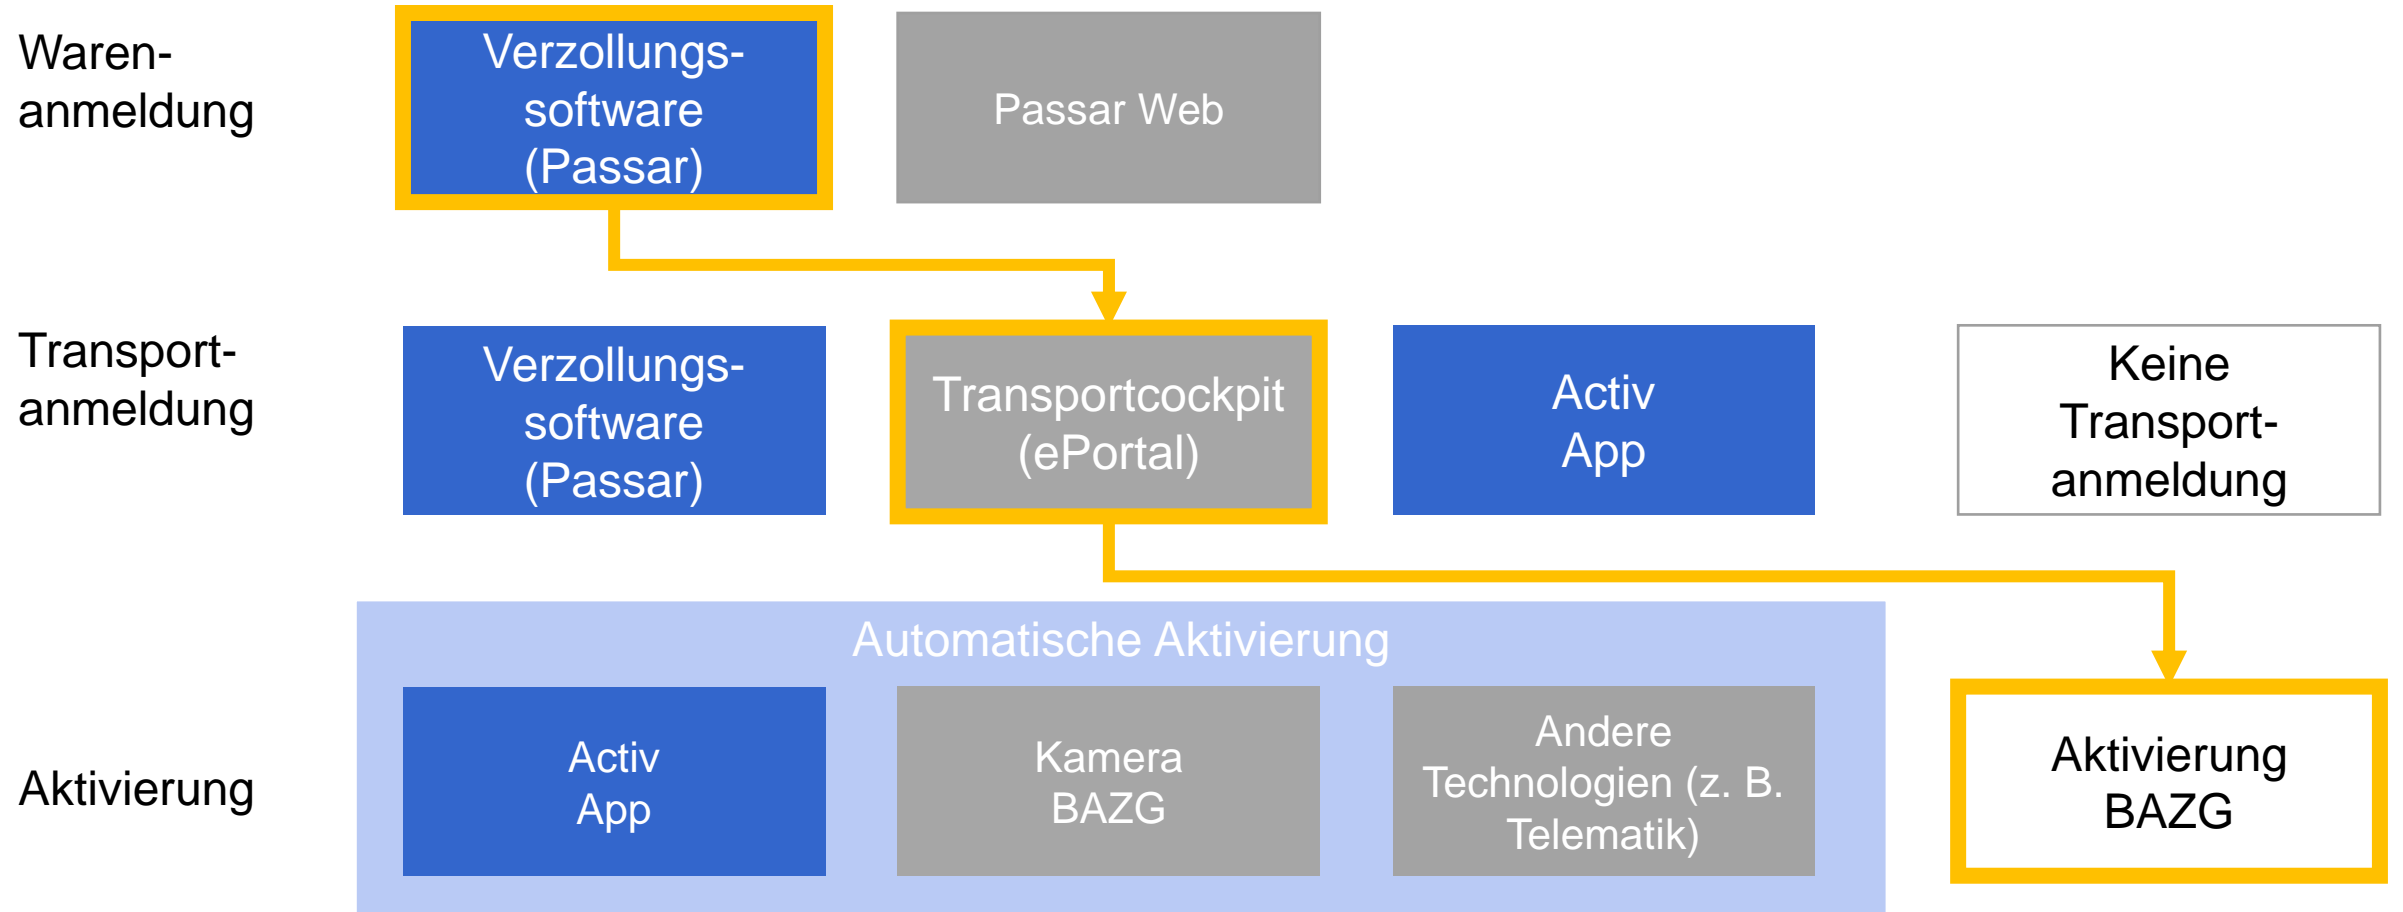 Waren-
anmeldung
Verzollungs-
software
(Passar)
Passar Web
Transport-
anmeldung
Verzollungs-
software
(Passar)
Transportcockpit
(ePortal)
Activ
App
Keine
Transport-
anmeldung
Automatische Aktivierung
Aktivierung
Activ
App
Kamera
BAZG
Andere
Technologien (z. B.
Telematik)
Aktivierung
BAZG